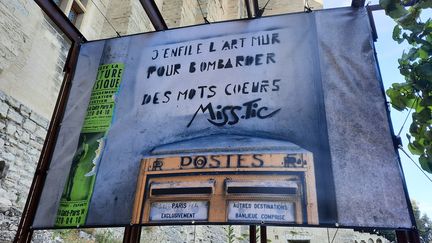 J'ENFILE L'ART MUR
POUR BOMBARDER
DES MOTS COEURS
Miss.Tic
POSTES
PARIS
EXCLUSIVEMENT
AUTRES DESTINATIONS
BANLIEUE COMPRISE